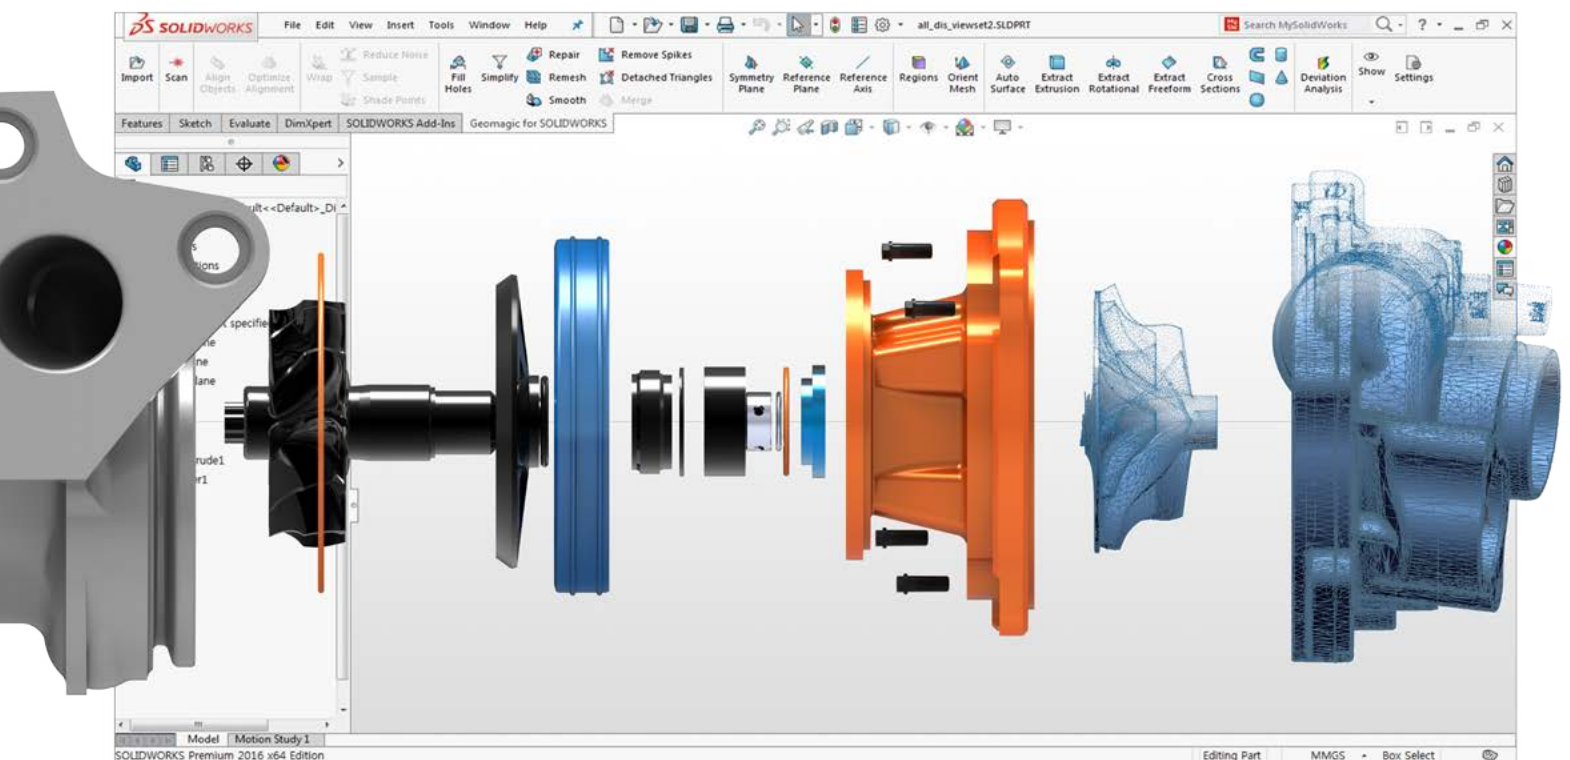 SOLIDWORKS File Edit View Insert Tools Window Help all_dis_viewset2.SLDPRT Search MySolidWorks ?
Reduce Noise Repair Remove Spikes
Import Scan Align Objects Optimize Alignment Wrap Sample Fill Holes Simplify Remesh Detached Triangles Symmetry Plane Reference Plane Reference Axis Regions Orient Mesh Auto Surface Extract Extrusion Extract Rotational Extract Freeform Cross Sections Deviation Analysis Show Settings
Shade Points Smooth Merge
Features Sketch Evaluate DimXpert SOLIDWORKS Add-Ins Geomagic for SOLIDWORKS
ult<<Default>_Di
s
tions
t specifie
ne
ne
lane
rude1
r1
Model Motion Study 1
SOLIDWORKS Premium 2016 x64 Edition Editing Part MMGS Box Select